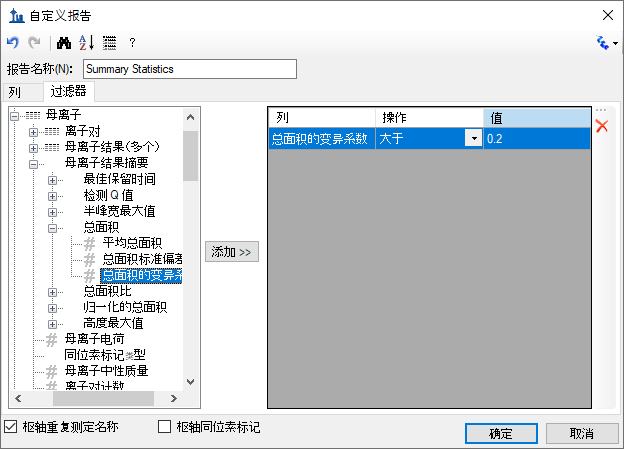 自定义报告
?
报告名称(N):
Summary Statistics
列
过滤器
母离子
离子对
母离子结果(多个)
母离子结果摘要
最佳保留时间
检测 Q 值
半峰宽最大值
总面积
平均总面积
总面积标准偏差
总面积的变异系
总面积比
归一化的总面积
高度最大值
母离子电荷
同位素标记类型
母离子中性质量
离子对计数
添加 >>
列 操作 值
总面积的变异系数 大于 0.2
枢轴重复测定名称
枢轴同位素标记
确定
取消